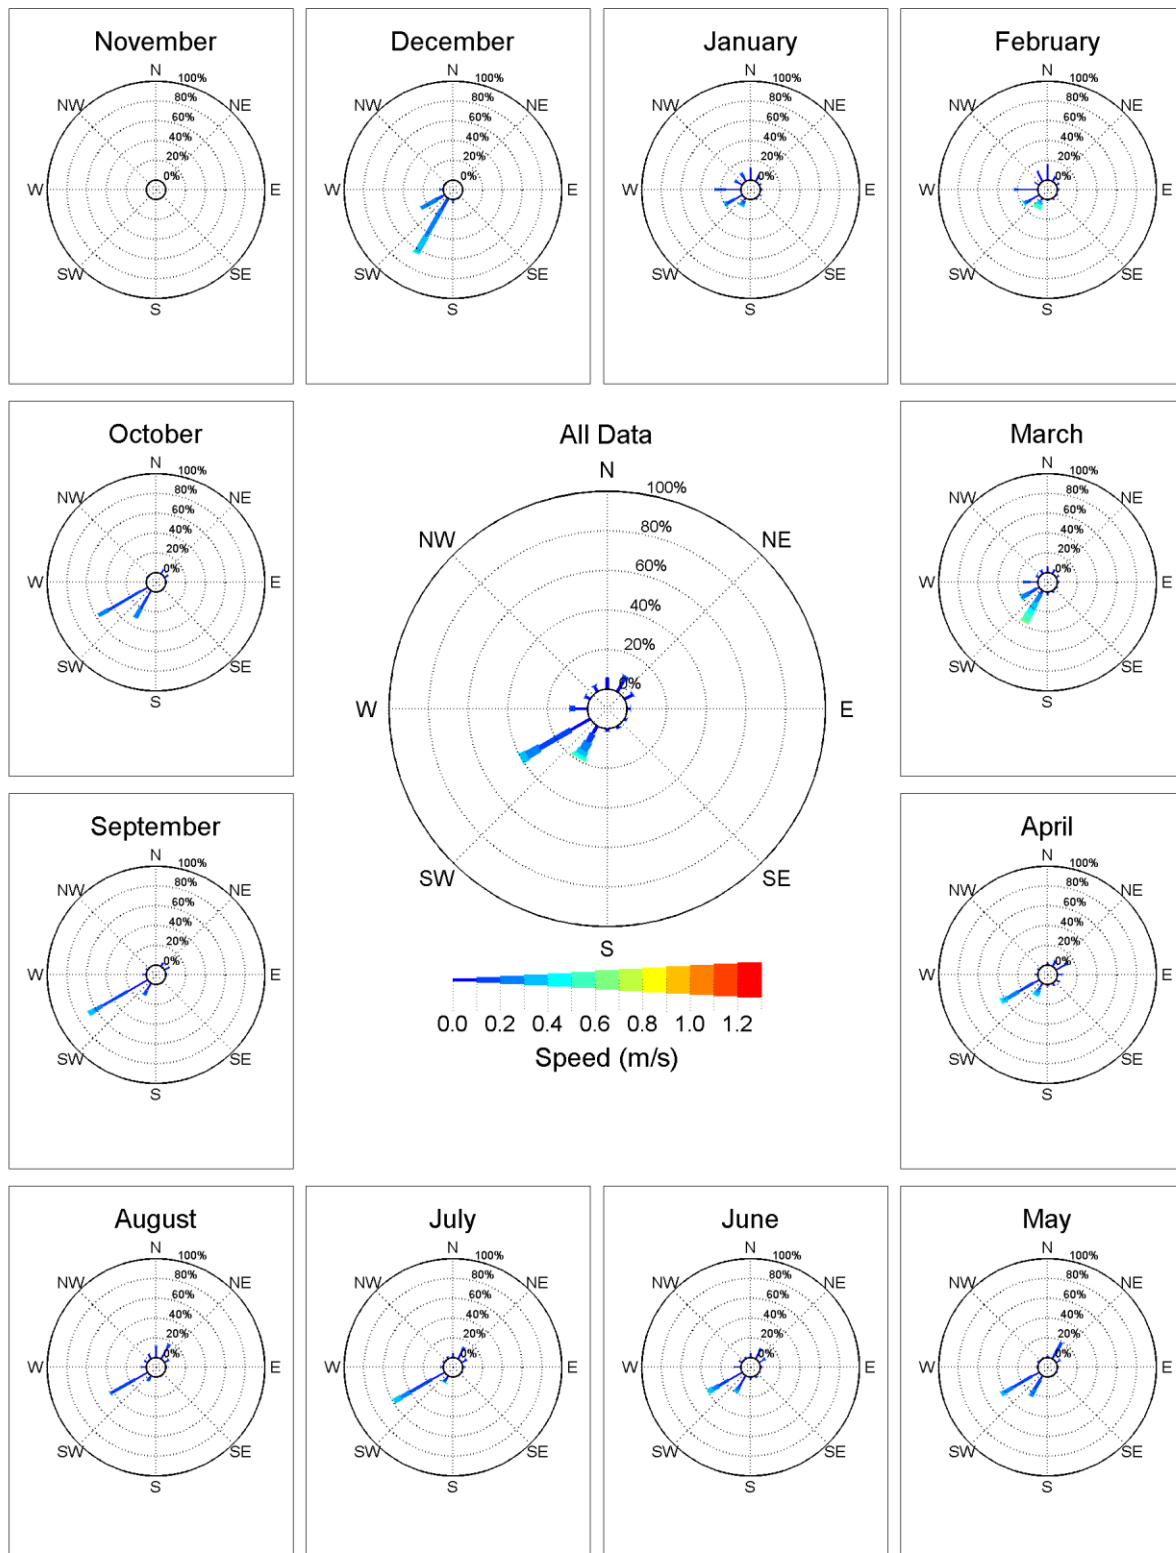 November
N
100%
NW
80%
NE
60%
40%
20%
0%
W
E
SW
SE
S
December
N
100%
NW
80%
NE
60%
40%
20%
0%
W
E
SW
SE
S
January
N
100%
NW
80%
NE
60%
40%
20%
0%
W
E
SW
SE
S
February
N
100%
NW
80%
NE
60%
40%
20%
0%
W
E
SW
SE
S
October
N
100%
NW
80%
NE
60%
40%
20%
0%
W
E
SW
SE
S
All Data
N
100%
NW
80%
NE
60%
40%
20%
0%
W
E
SW
SE
S
0.0 0.2 0.4 0.6 0.8 1.0 1.2
Speed (m/s)
March
N
100%
NW
80%
NE
60%
40%
20%
0%
W
E
SW
SE
S
September
N
100%
NW
80%
NE
60%
40%
20%
0%
W
E
SW
SE
S
April
N
100%
NW
80%
NE
60%
40%
20%
0%
W
E
SW
SE
S
August
N
100%
NW
80%
NE
60%
40%
20%
0%
W
E
SW
SE
S
July
N
100%
NW
80%
NE
60%
40%
20%
0%
W
E
SW
SE
S
June
N
100%
NW
80%
NE
60%
40%
20%
0%
W
E
SW
SE
S
May
N
100%
NW
80%
NE
60%
40%
20%
0%
W
E
SW
SE
S